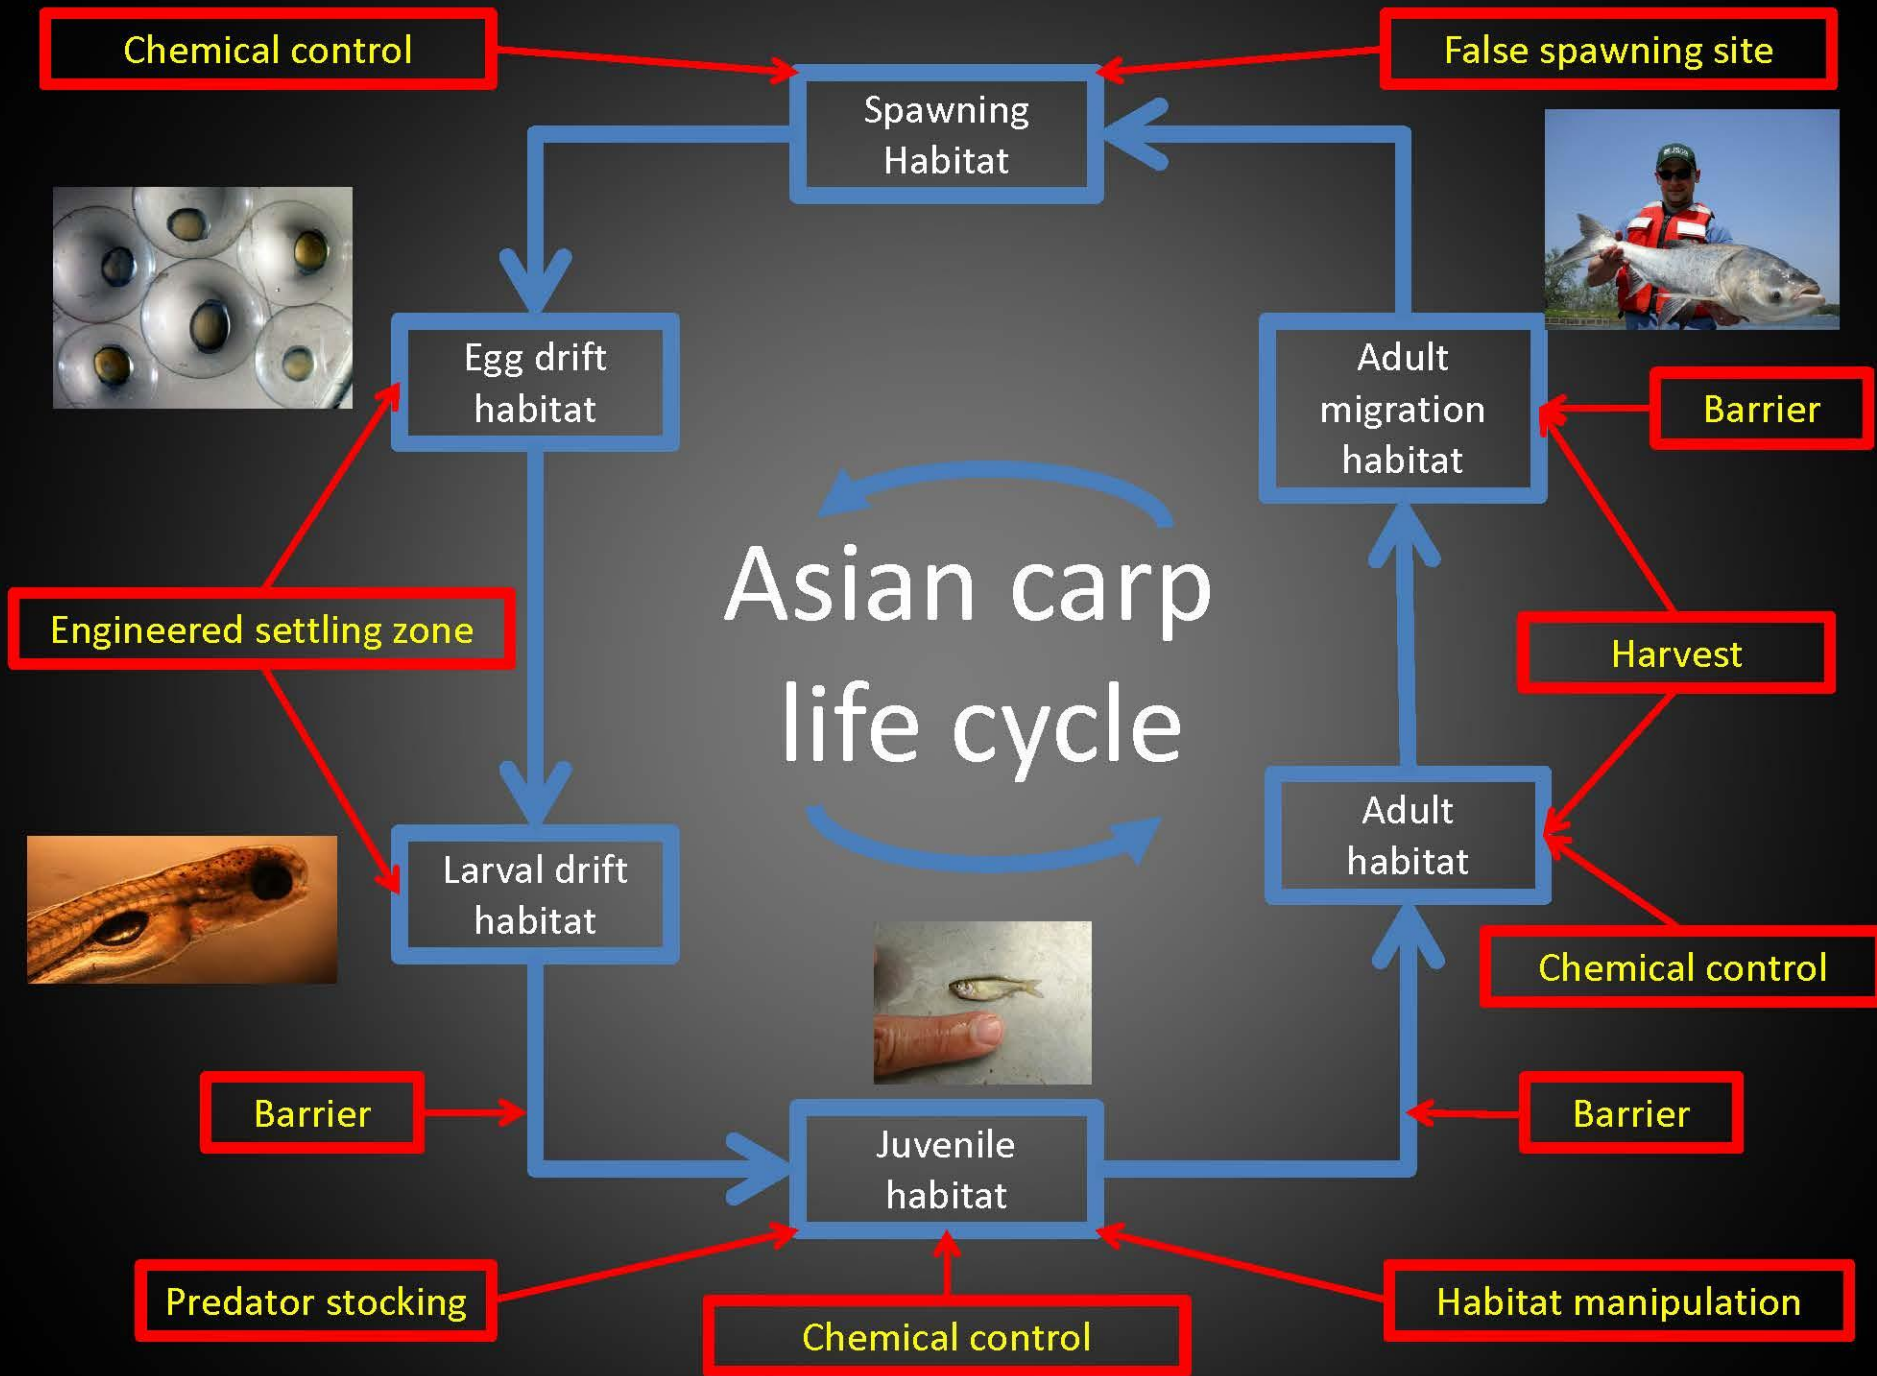 Chemical control
False spawning site
Spawning
Habitat
Egg drift
habitat
Adult
migration
habitat
Barrier
Engineered settling zone
Asian carp
life cycle
Harvest
Larval drift
habitat
Adult
habitat
Chemical control
Barrier
Juvenile
habitat
Barrier
Predator stocking
Chemical control
Habitat manipulation